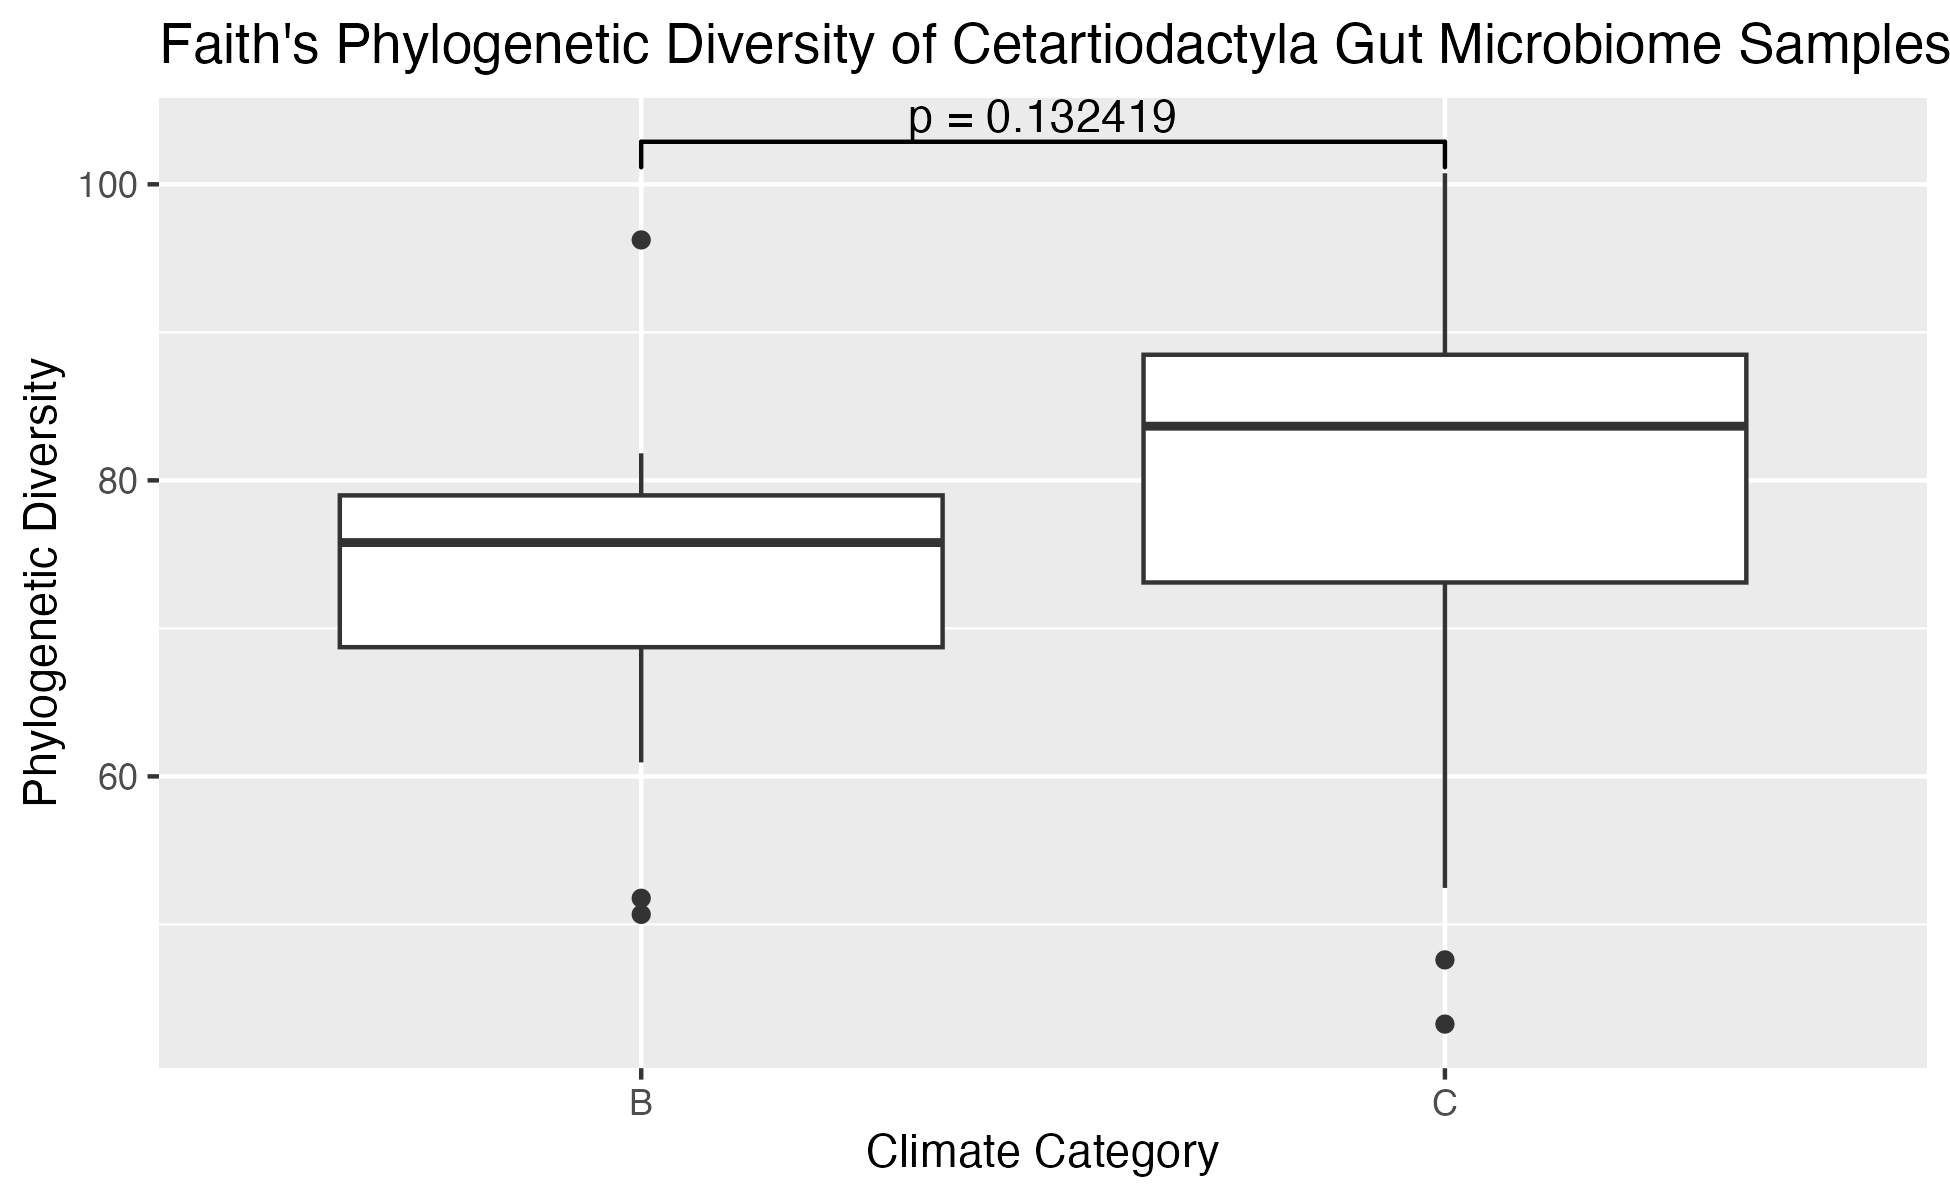 Faith's Phylogenetic Diversity of Cetartiodactyla Gut Microbiome Samples
p = 0.132419
100
80
60
Phylogenetic Diversity
B
C
Climate Category